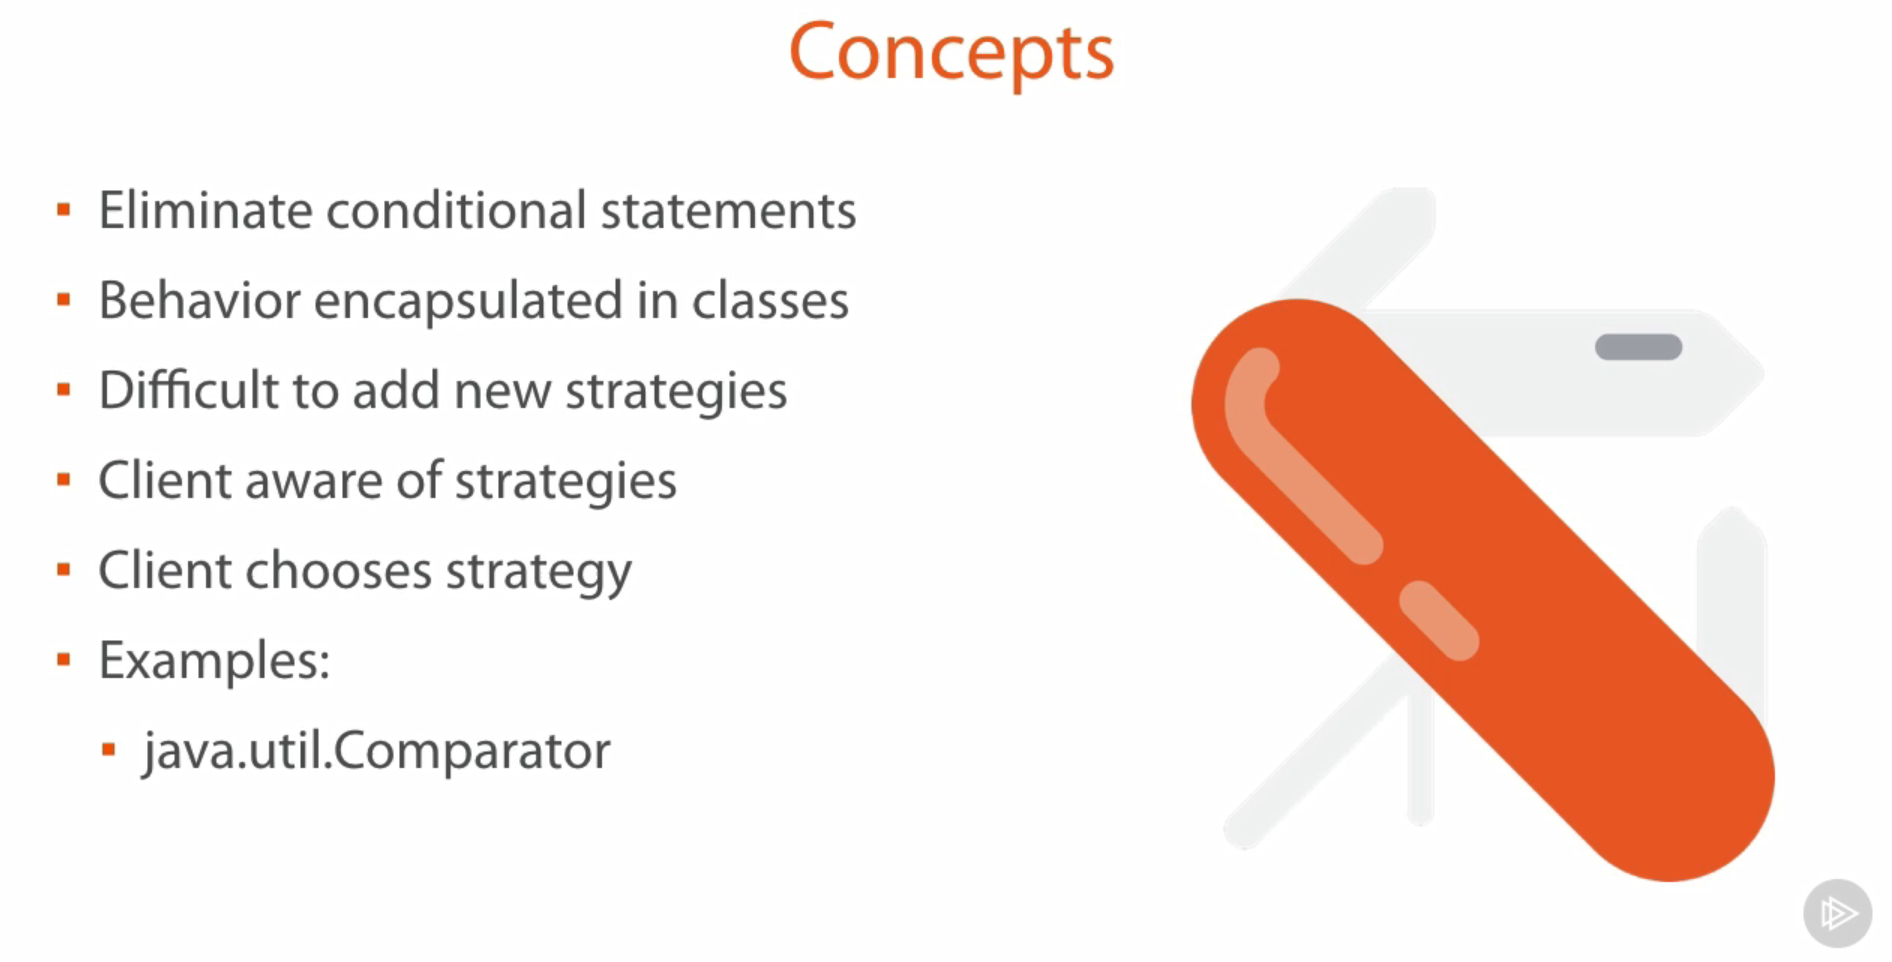 Concepts
Eliminate conditional statements
Behavior encapsulated in classes
Difficult to add new strategies
Client aware of strategies
Client chooses strategy
Examples:
java.util.Comparator